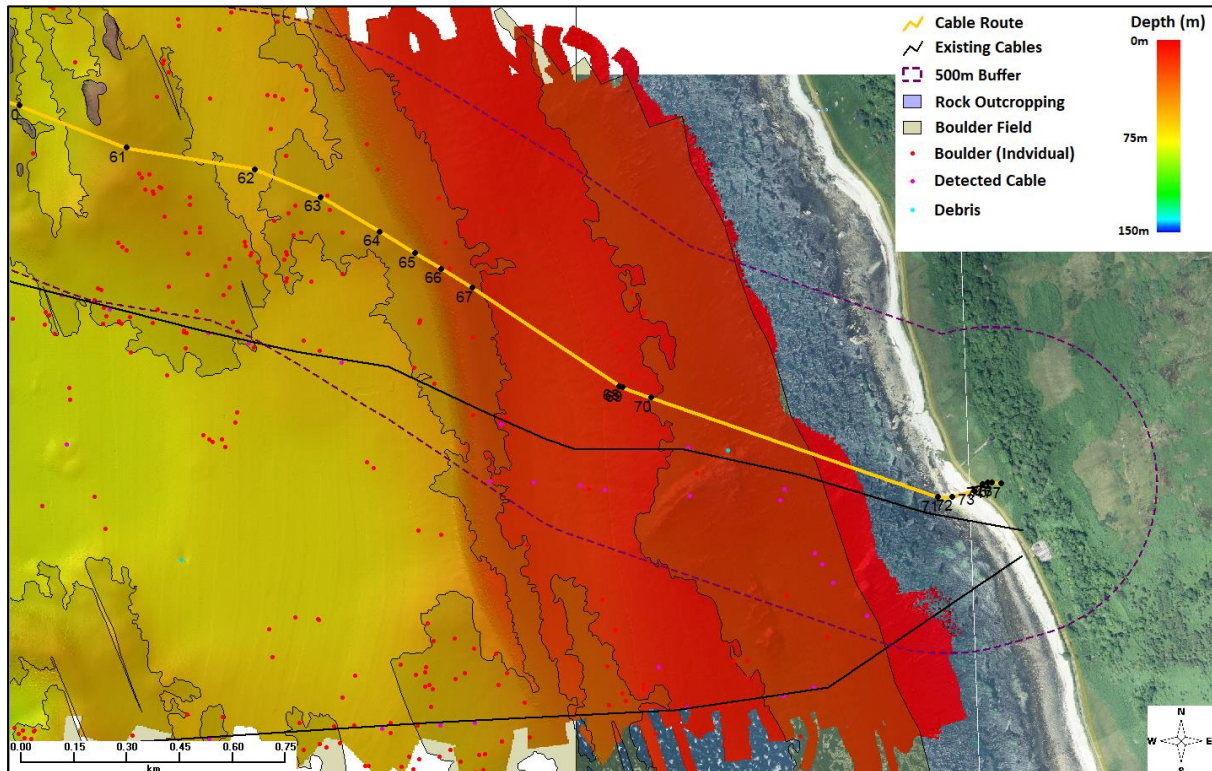 Cable Route
Existing Cables
500m Buffer
Rock Outcropping
Boulder Field
Boulder (Indvidual)
Detected Cable
Debris
Depth (m)
0m
75m
150m
0
61
62
63
64
65
66
67
69
70
71
72
73
0.00 0.15 0.30 0.45 0.60 0.75
km
N
W E